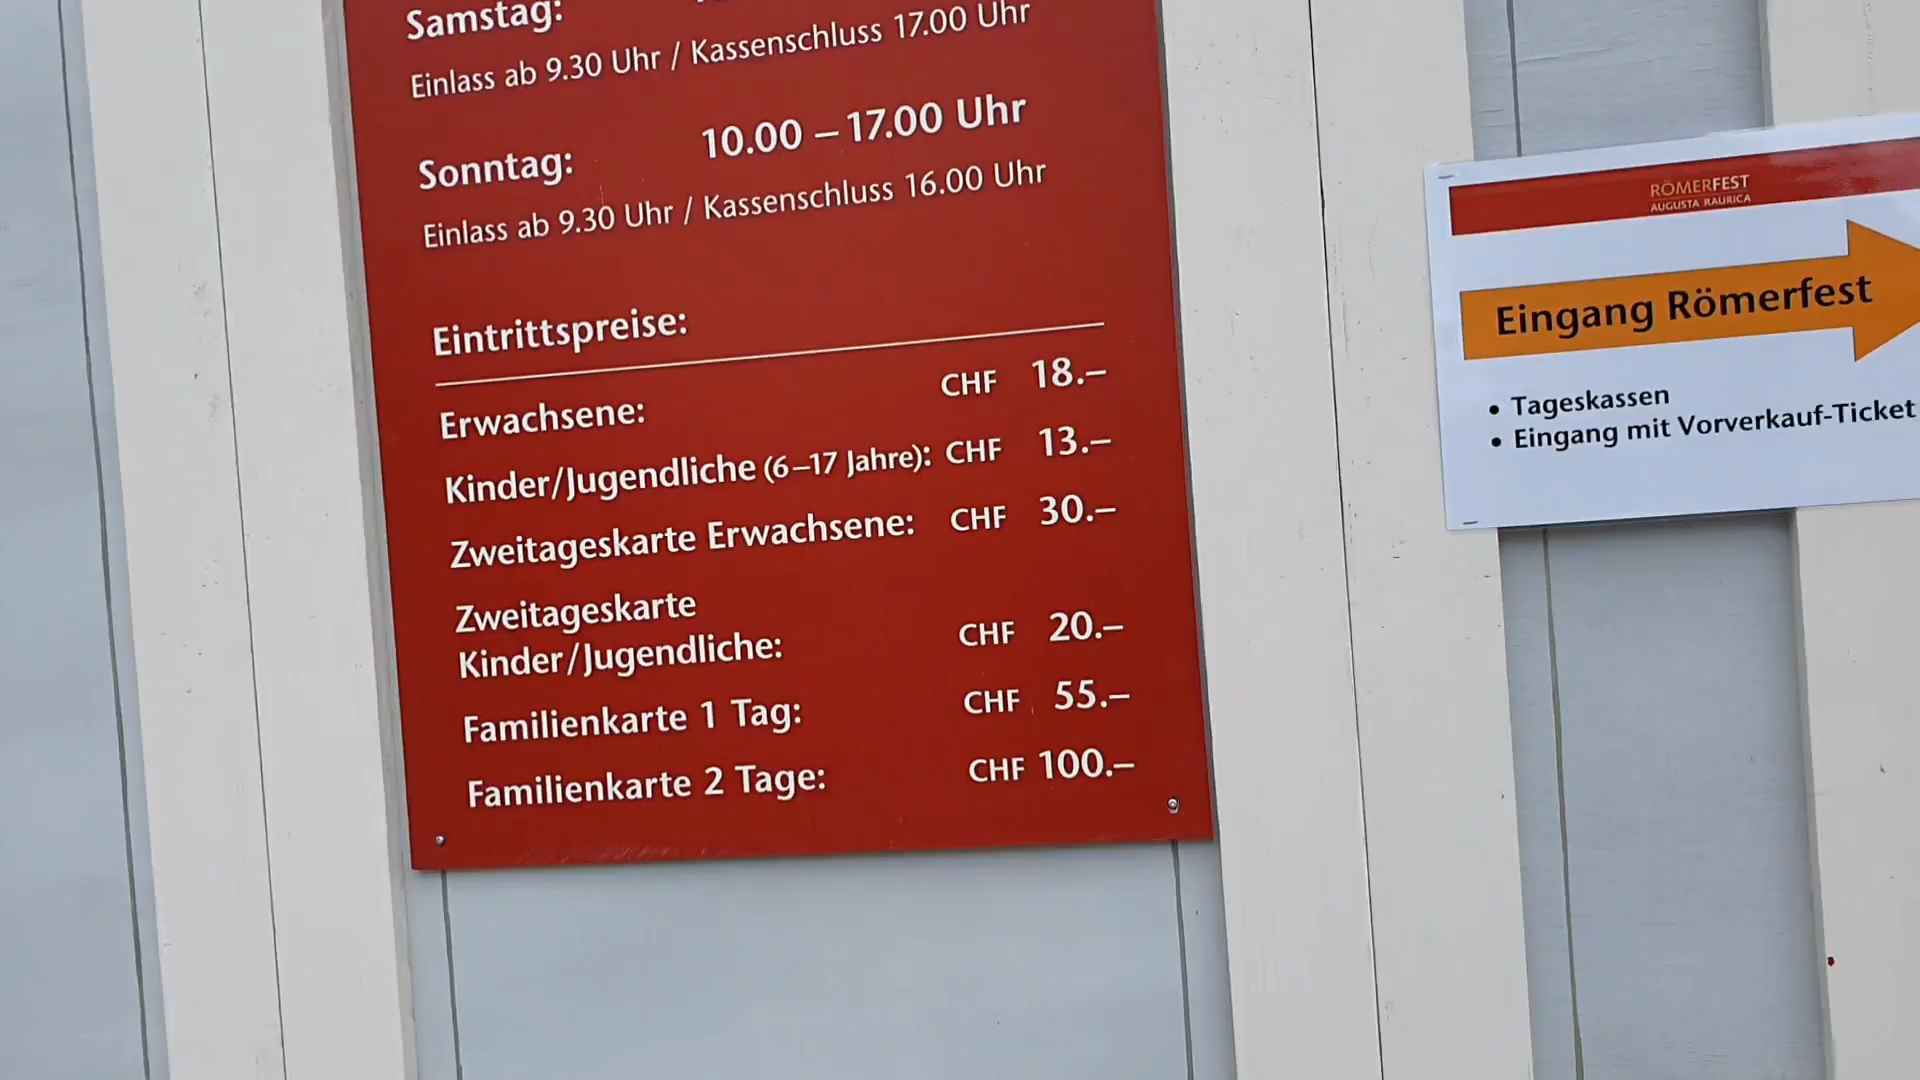 Samstag:
Einlass ab 9.30 Uhr / Kassenschluss 17.00 Uhr
Sonntag: 10.00 – 17.00 Uhr
Einlass ab 9.30 Uhr / Kassenschluss 16.00 Uhr
Eintrittspreise:
Erwachsene: CHF 18.–
Kinder/Jugendliche (6–17 Jahre): CHF 13.–
Zweitageskarte Erwachsene: CHF 30.–
Zweitageskarte
Kinder/Jugendliche: CHF 20.–
Familienkarte 1 Tag: CHF 55.–
Familienkarte 2 Tage: CHF 100.–
RÖMERFEST
AUGUSTA RAURICA
Eingang Römerfest
• Tageskassen
• Eingang mit Vorverkauf-Ticket